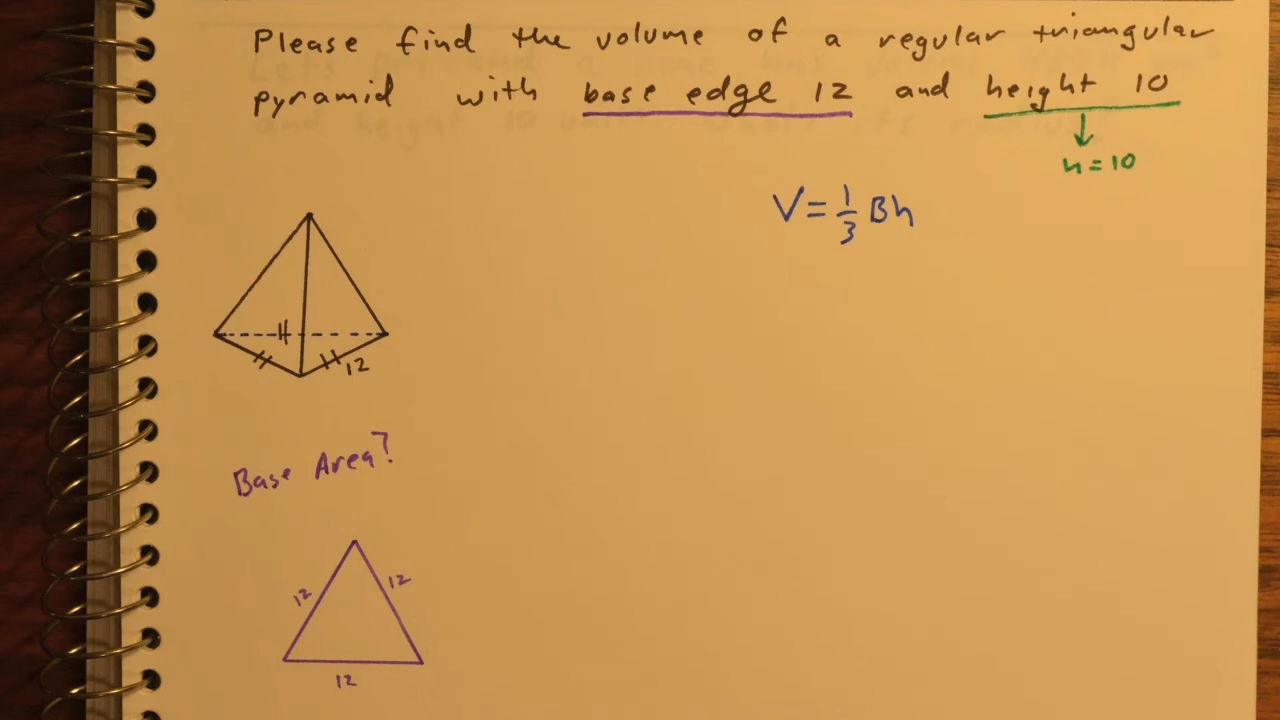 Please find the volume of a regular triangular
pyramid with base edge 12 and height 10
h = 10
V = 1/3 Bh
12
Base Area?
12
12
12